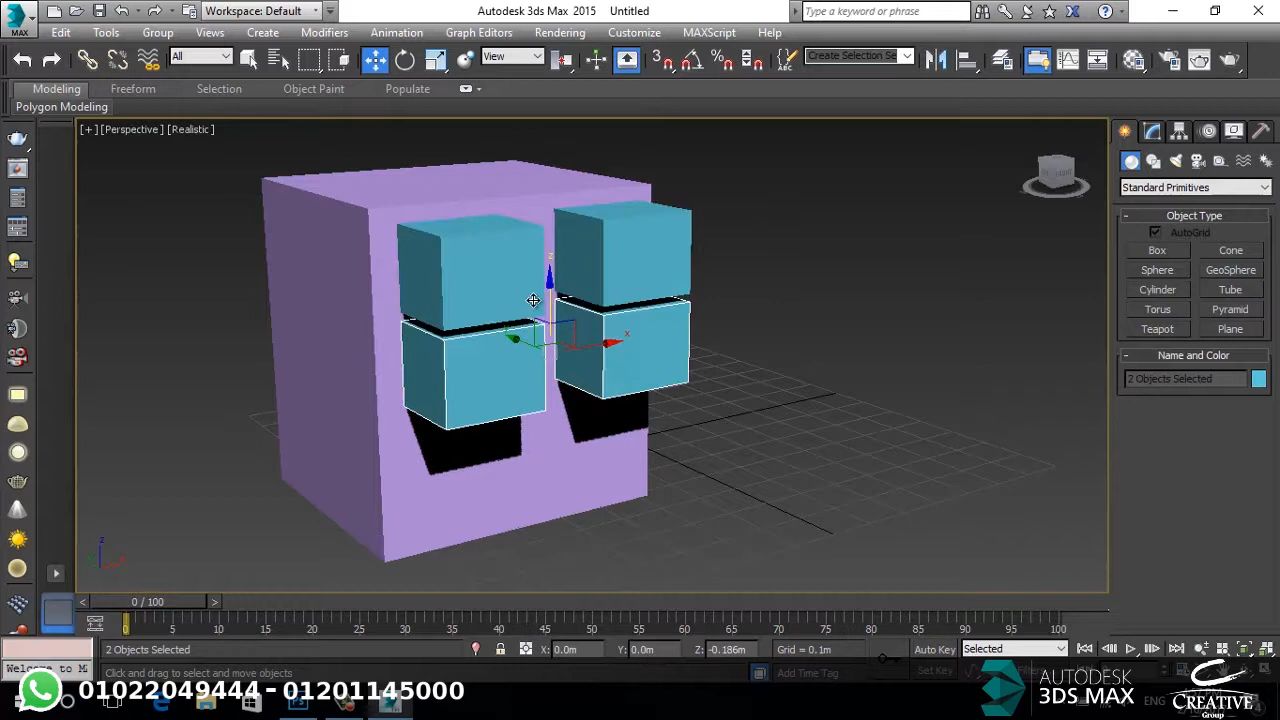 MAX
Workspace: Default
Autodesk 3ds Max 2015 Untitled
Type a keyword or phrase
Edit Tools Group Views Create Modifiers Animation Graph Editors Rendering Customize MAXScript Help
All
View
3
Create Selection Se
Modeling Freeform Selection Object Paint Populate
Polygon Modeling
[+] [Perspective] [Realistic]
Standard Primitives
- Object Type
AutoGrid
Box Cone
Sphere GeoSphere
Cylinder Tube
Torus Pyramid
Teapot Plane
- Name and Color
2 Objects Selected
z
x
z
< 0 / 100 >
0 5 10 15 20 25 30 35 40 45 50 55 60 65 70 75 80 85 90 95 100
2 Objects Selected X: 0.0m Y: 0.0m Z: -0.186m Grid = 0.1m Auto Key Selected
Welcome to M Click and drag to select and move objects Add Time Tag Set Key
01022049444 - 01201145000
AUTODESK
3DS MAX
ENG
CREATIVE
Group